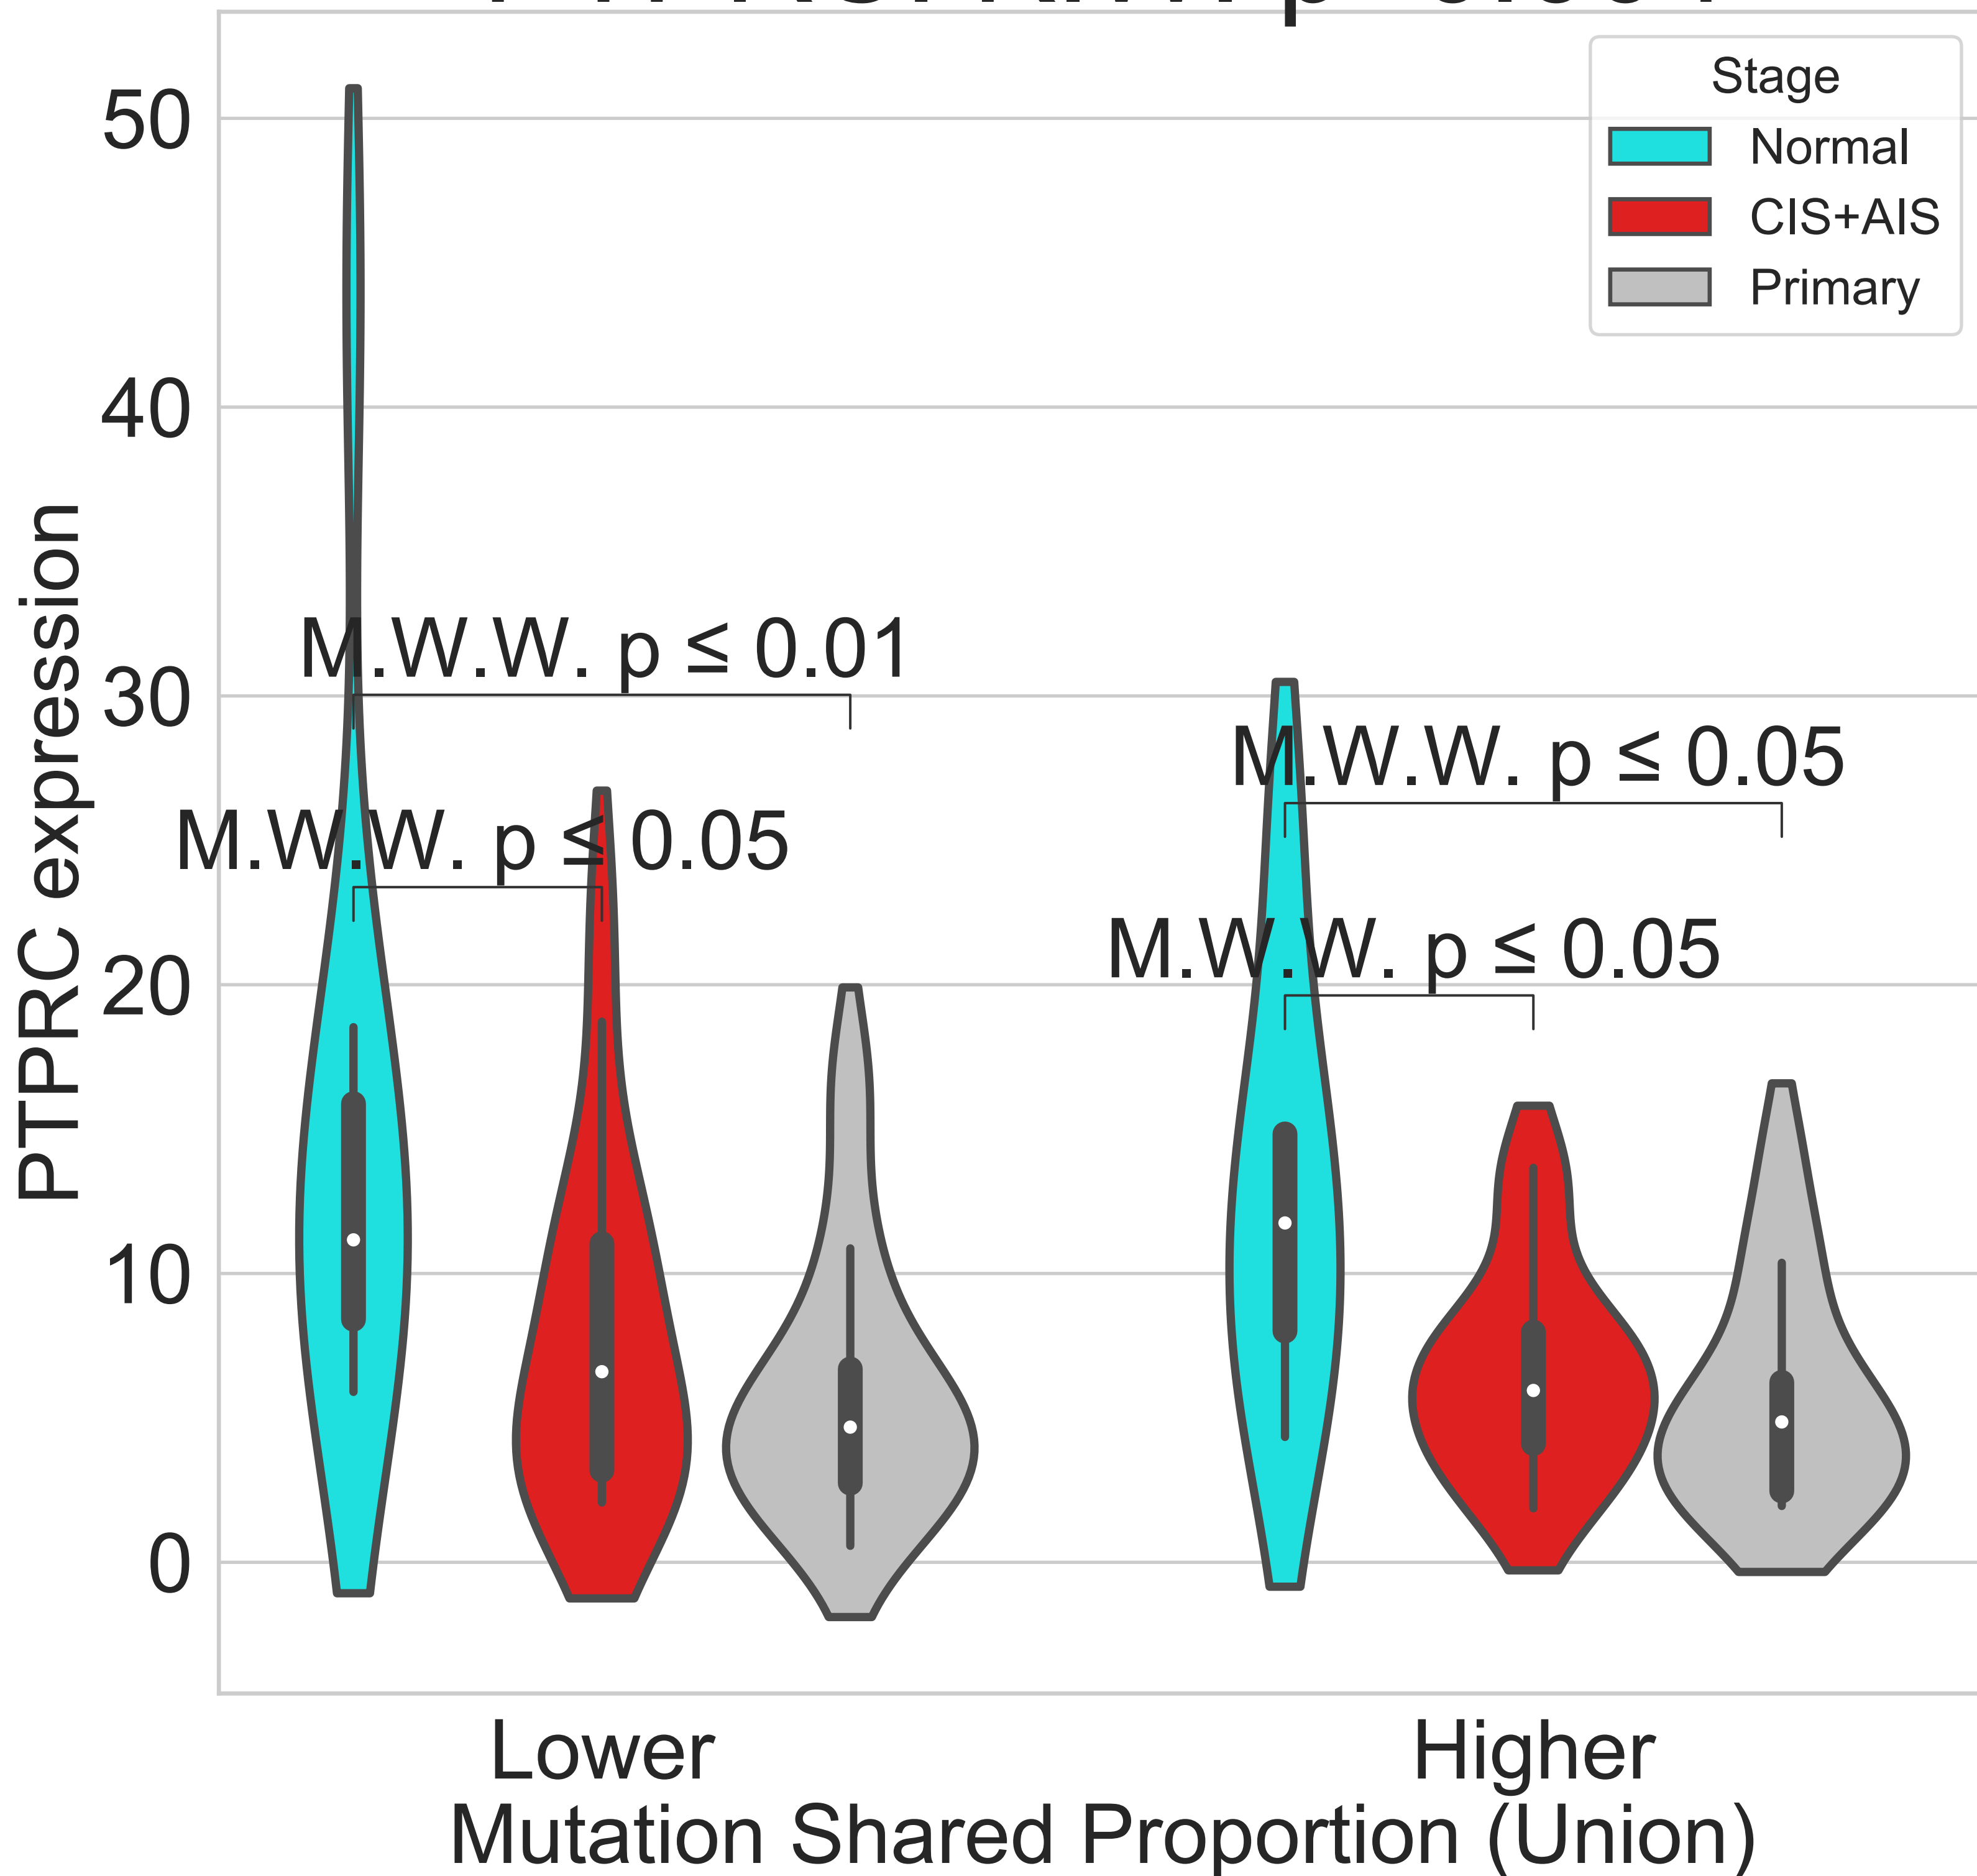 Stage
Normal
CIS+AIS
Primary
50
40
30
20
10
0
PTPRC expression
M.W.W. p ≤ 0.01
M.W.W. p ≤ 0.05
M.W.W. p ≤ 0.05
M.W.W. p ≤ 0.05
Lower
Higher
Mutation Shared Proportion (Union)